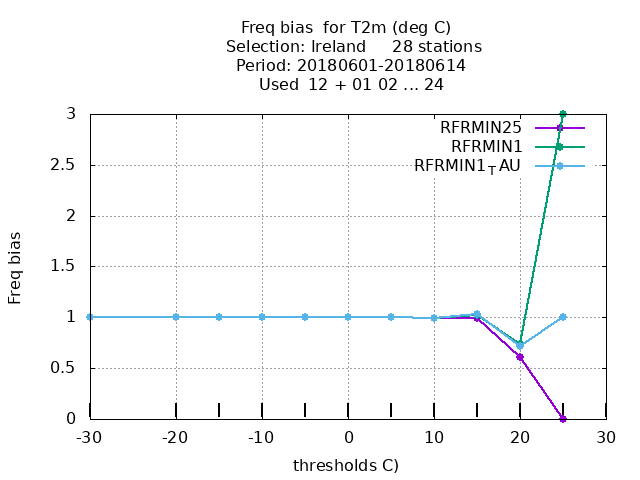 Freq bias  for T2m (deg C)
Selection: Ireland     28 stations
Period: 20180601-20180614
Used  12 + 01 02 ... 24
RFRMIN25
RFRMIN1
RFRMIN1TAU
3
2.5
2
1.5
1
0.5
0
Freq bias
-30
-20
-10
0
10
20
30
thresholds C)